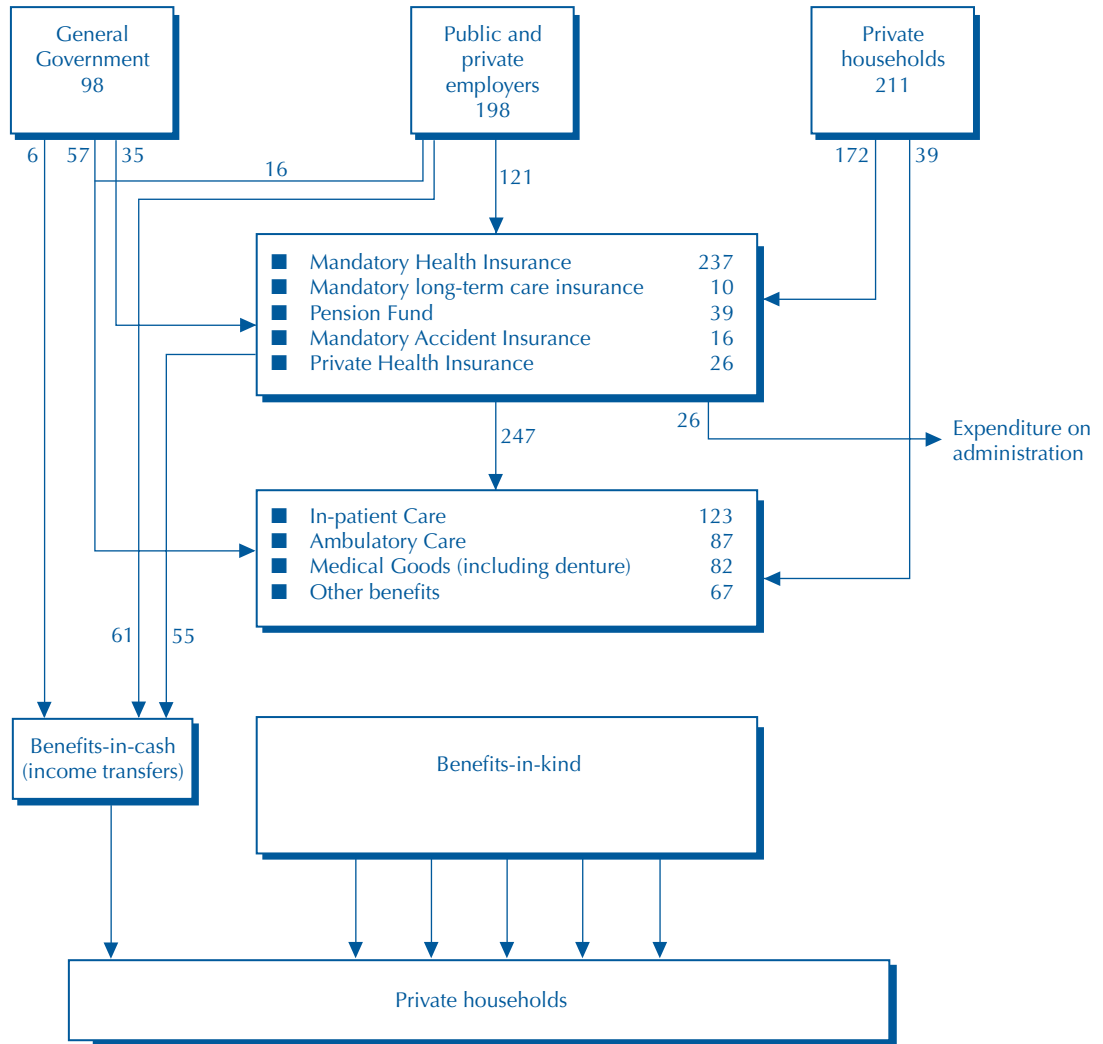 General
Government
98
Public and
private
employers
198
Private
households
211
6
57
35
16
121
172
39
■ Mandatory Health Insurance 237
■ Mandatory long-term care insurance 10
■ Pension Fund 39
■ Mandatory Accident Insurance 16
■ Private Health Insurance 26
247
26
Expenditure on
administration
■ In-patient Care 123
■ Ambulatory Care 87
■ Medical Goods (including denture) 82
■ Other benefits 67
61
55
Benefits-in-cash
(income transfers)
Benefits-in-kind
Private households